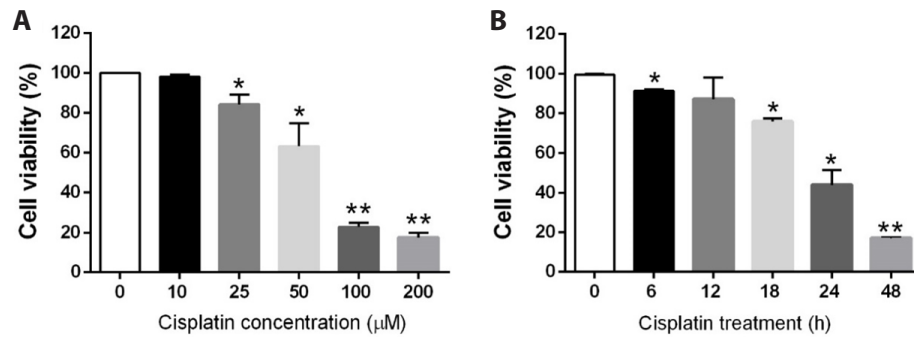 A
Cell viability (%)
120
100
80
60
40
20
0
*
*
**
**
0 10 25 50 100 200
Cisplatin concentration (μM)
B
Cell viability (%)
120
100
80
60
40
20
0
*
*
*
**
0 6 12 18 24 48
Cisplatin treatment (h)